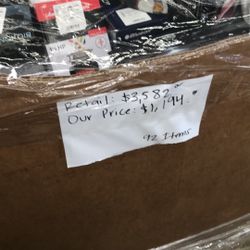 Retail: $3,582
Our Price: $1,194.
92 Items